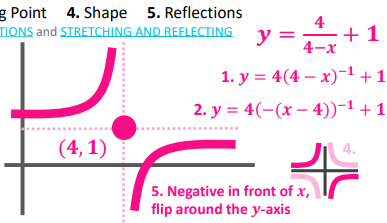 g Point 4. Shape 5. Reflections
TIONS and STRETCHING AND REFLECTING
y = 4/(4−x) + 1
1. y = 4(4 − x)⁻¹ + 1
2. y = 4(−(x − 4))⁻¹ + 1
(4, 1)
4.
5. Negative in front of x,
flip around the y-axis